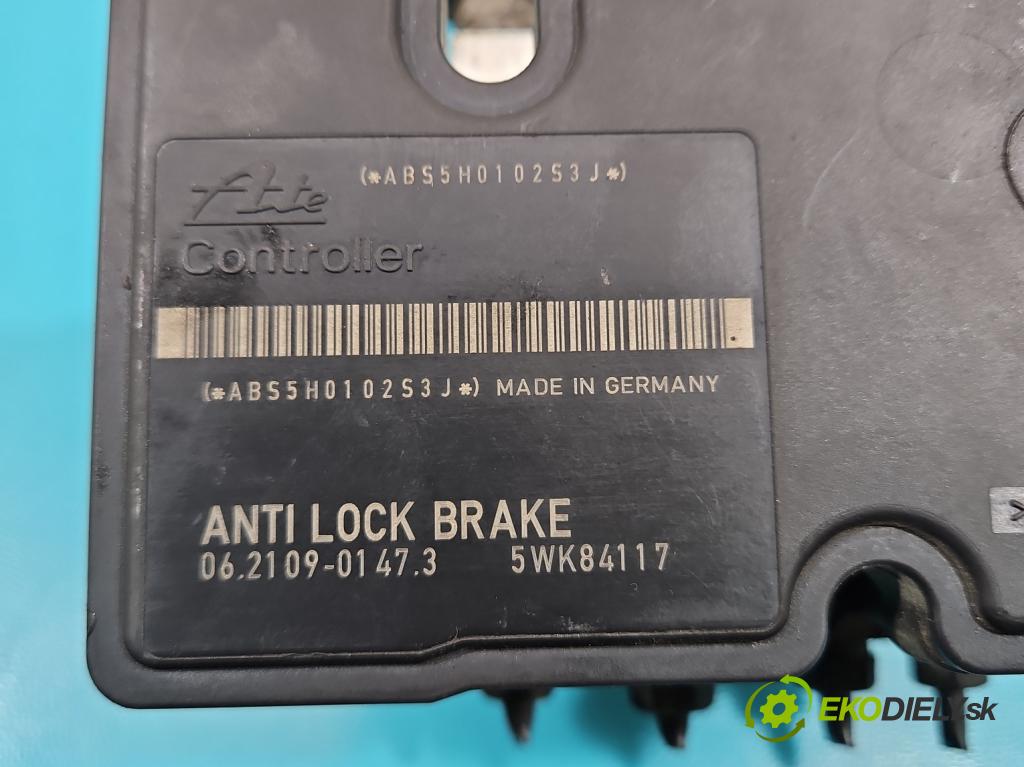 (*ABS5H0102S3J*)
Ate
Controller
(*ABS5H0102S3J*) MADE IN GERMANY
ANTI LOCK BRAKE
06.2109-0147.3 5WK84117
>
EKODIELY.sk